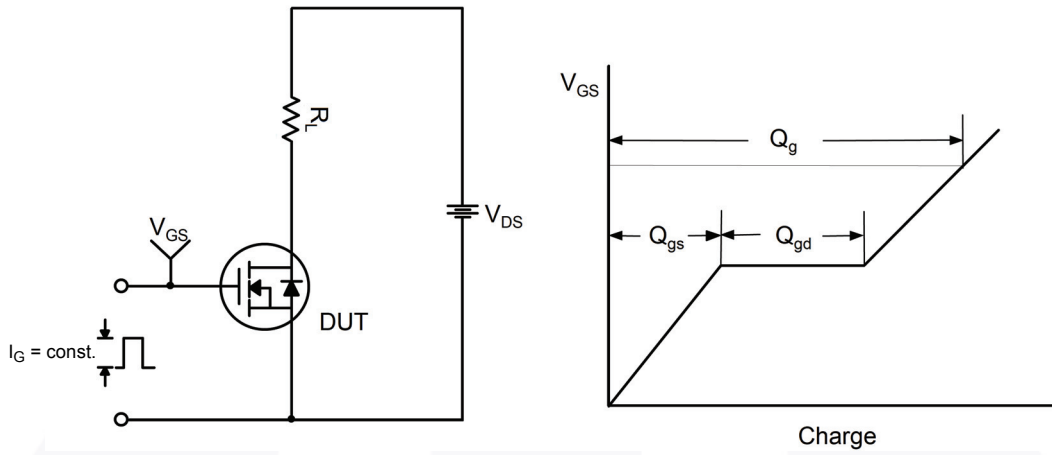 R_L
V_DS
V_GS
DUT
I_G = const.
V_GS
Q_g
Q_gs
Q_gd
Charge